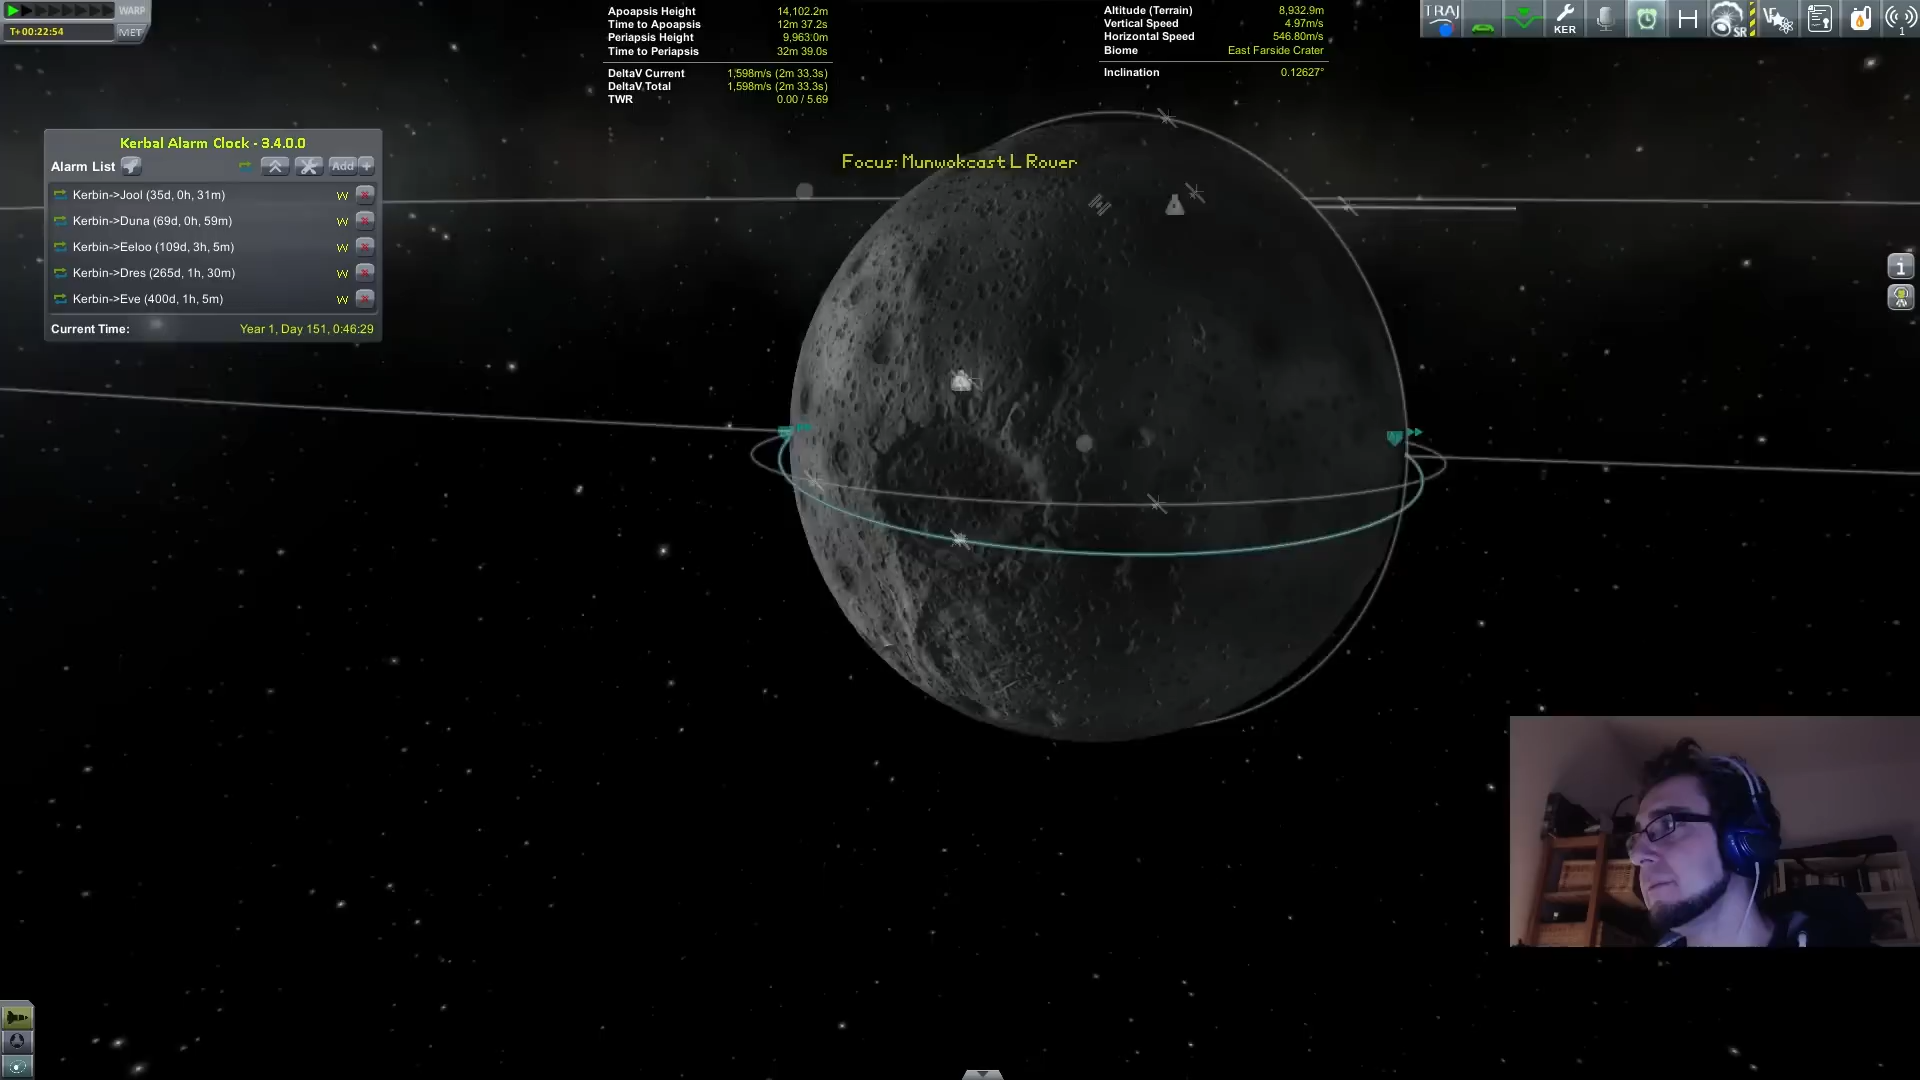 WARP
T+00:22:54
MET
Apoapsis Height 14,102.2m
Time to Apoapsis 12m 37.2s
Periapsis Height 9,963.0m
Time to Periapsis 32m 39.0s
DeltaV Current 1,598m/s (2m 33.3s)
DeltaV Total 1,598m/s (2m 33.3s)
TWR 0.00 / 5.69
Altitude (Terrain) 8,932.9m
Vertical Speed 4.97m/s
Horizontal Speed 546.80m/s
Biome East Farside Crater
Inclination 0.12627°
TRAJ
KER
SR
1
Kerbal Alarm Clock - 3.4.0.0
Alarm List Add +
Kerbin->Jool (35d, 0h, 31m) W
Kerbin->Duna (69d, 0h, 59m) W
Kerbin->Eeloo (109d, 3h, 5m) W
Kerbin->Dres (265d, 1h, 30m) W
Kerbin->Eve (400d, 1h, 5m) W
Current Time: Year 1, Day 151, 0:46:29
Focus: Munwokcast L Rover